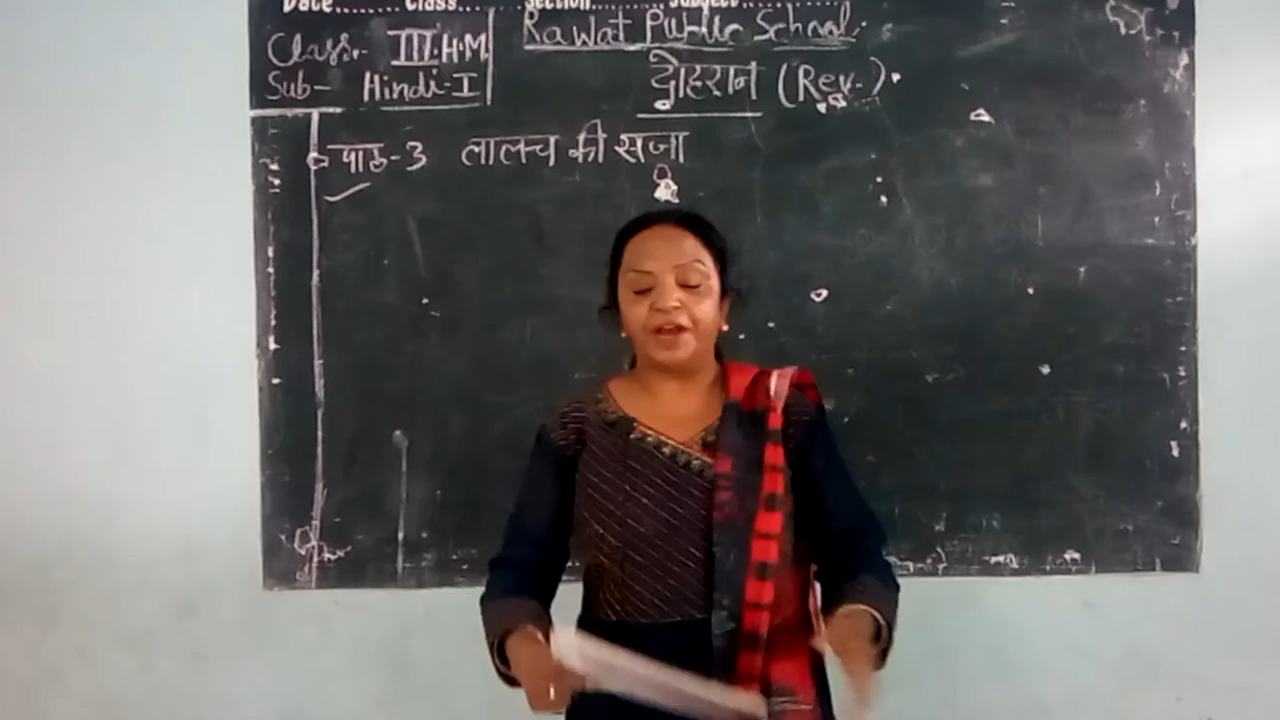 Date........ Class........ Section........ Subject............
Class:- III.H.M
Sub- Hindi-I
Rawat Public School.
दोहरान (Rev.)
पाठ-3 लालच की सजा